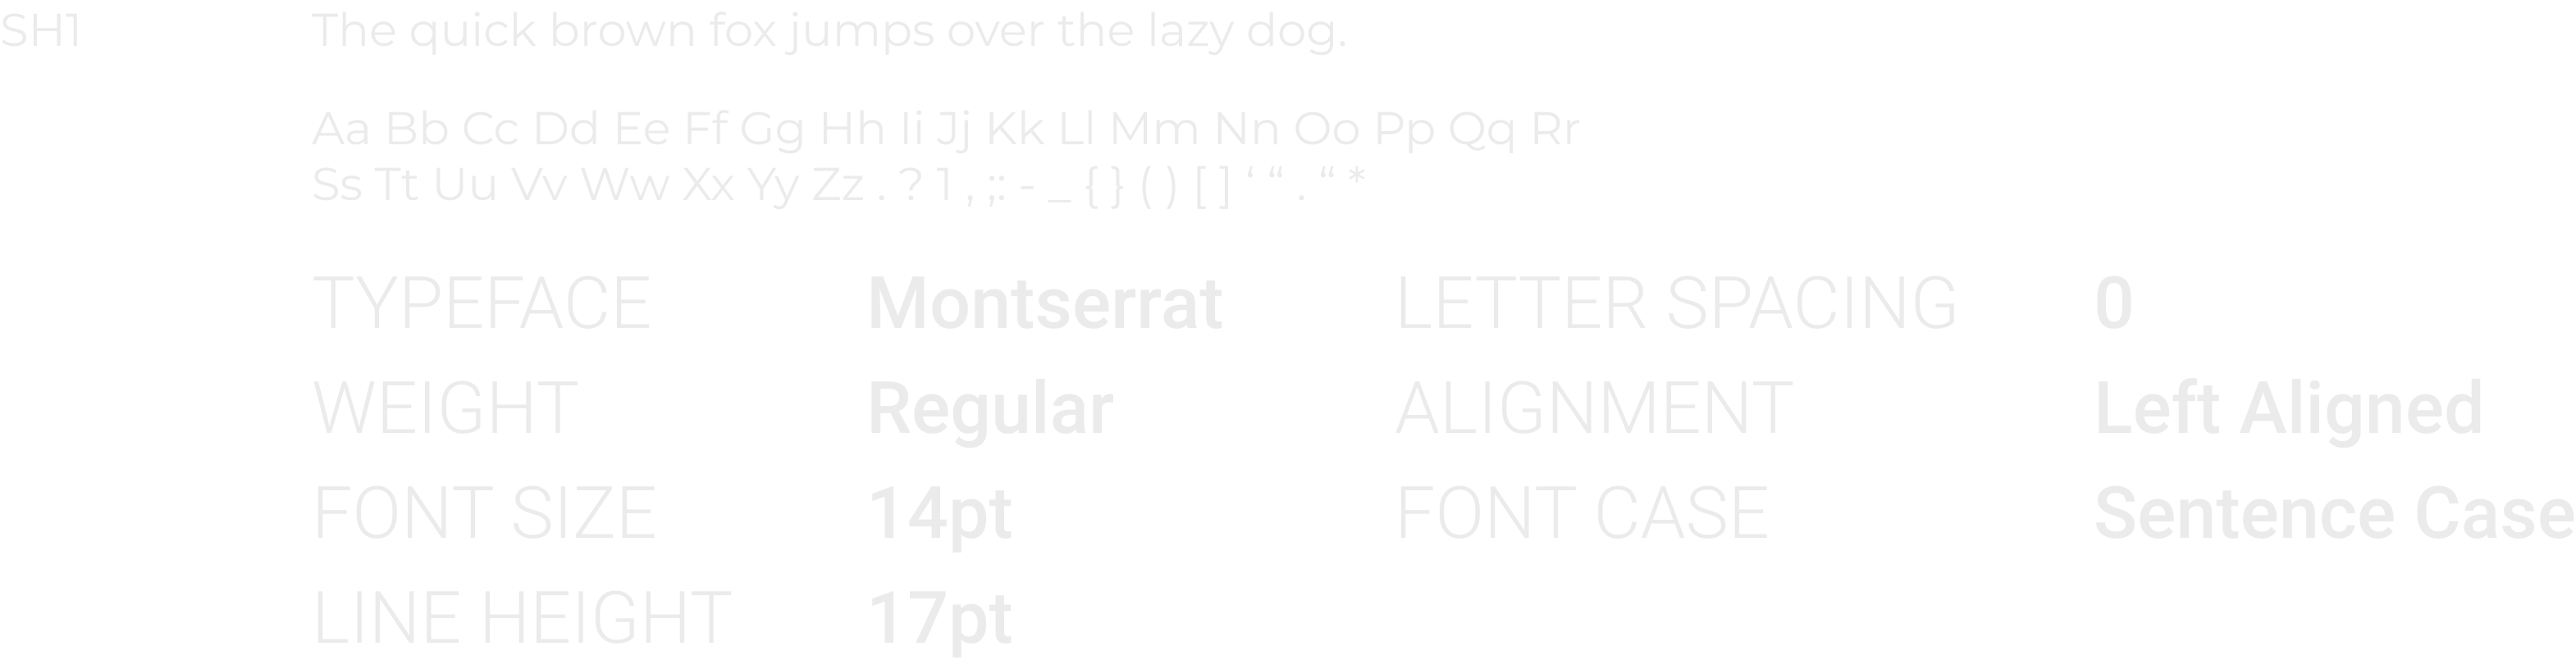 SH1 The quick brown fox jumps over the lazy dog.
Aa Bb Cc Dd Ee Ff Gg Hh Ii Jj Kk Ll Mm Nn Oo Pp Qq Rr
Ss Tt Uu Vv Ww Xx Yy Zz . ? 1 , ;: - _ { } ( ) [ ] ‘ “ . “ *
TYPEFACE Montserrat LETTER SPACING 0
WEIGHT Regular ALIGNMENT Left Aligned
FONT SIZE 14pt FONT CASE Sentence Case
LINE HEIGHT 17pt